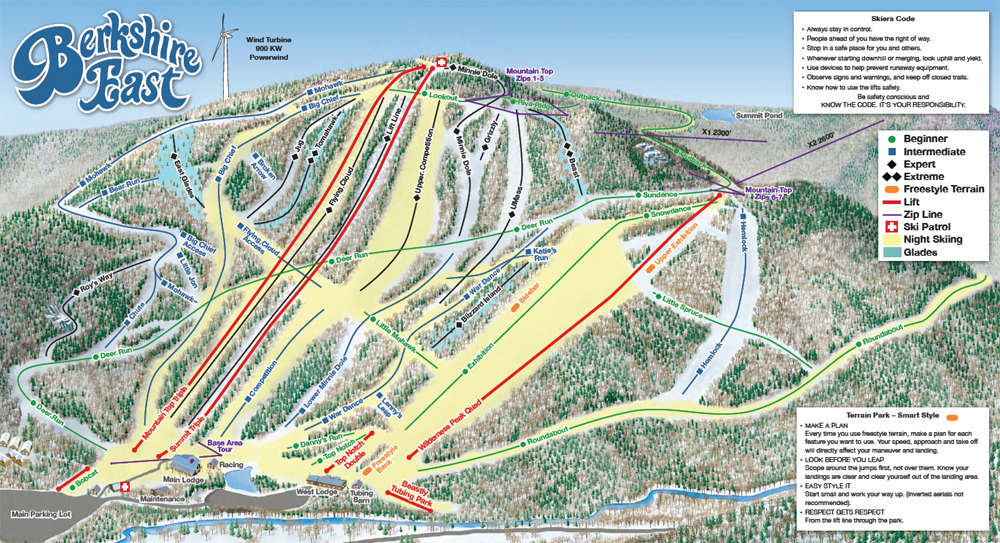 Berkshire
East
Wind Turbine
900 KW
Powerwind
Skiers Code
• Always stay in control.
• People ahead of you have the right of way.
• Stop in a safe place for you and others.
• Whenever starting downhill or merging, look uphill and yield.
• Use devices to help prevent runaway equipment.
• Observe signs and warnings, and keep off closed trails.
• Know how to use the lifts safely.
Be safety conscious and
KNOW THE CODE. IT'S YOUR RESPONSIBILITY.
Minnie Dole
Mountain Top
Zips 1-5
Mohawk
Big Chief
Lookout
Outback
Summit Pond
X1 2300'
X2 2600'
Beginner
Intermediate
Expert
Extreme
Freestyle Terrain
Lift
Zip Line
Ski Patrol
Night Skiing
Glades
Jug
Tomahawk
Lift Line
Grizzly
Minnie Dole
Upper Competition
UMass
Beast
East Glades
Big Chief
Broken
Arrow
Flying Cloud
Mohawk
Bear Run
Sundance
Snowdance
Mountain Top
Zips 6-7
Hemlock
Deer Run
Deer Run
Flying Cloud
Access
Big Chief
Access
Little Jon
Mohawk
Roy's Way
Chute
Katie's
Run
War Dance
Blizzard Island
Sidebar
Upper Exhibition
Little Spruce
Little Mohawk
Exhibition
Roundabout
Hemlock
Deer Run
Deer Run
Competition
Lower Minnie Dole
War Dance
Lenny's
Leap
Mountain Top Triple
Summit Triple
Wilderness Peak Quad
Roundabout
Danny's Run
Top Notch
Top Notch
Double
Freestyle
Bank
Base Area
Tour
Racing
Main Lodge
Bobcat
Maintenance
Main Parking Lot
West Lodge
Tubing
Barn
Beastly
Tubing Park
Terrain Park – Smart Style
• MAKE A PLAN
Every time you use freestyle terrain, make a plan for each
feature you want to use. Your speed, approach and take off
will directly affect your maneuver and landing.
• LOOK BEFORE YOU LEAP
Scope around the jumps first, not over them. Know your
landings are clear and clear yourself out of the landing area.
• EASY STYLE IT
Start small and work your way up. (inverted aerials not
recommended).
• RESPECT GETS RESPECT
From the lift line through the park.